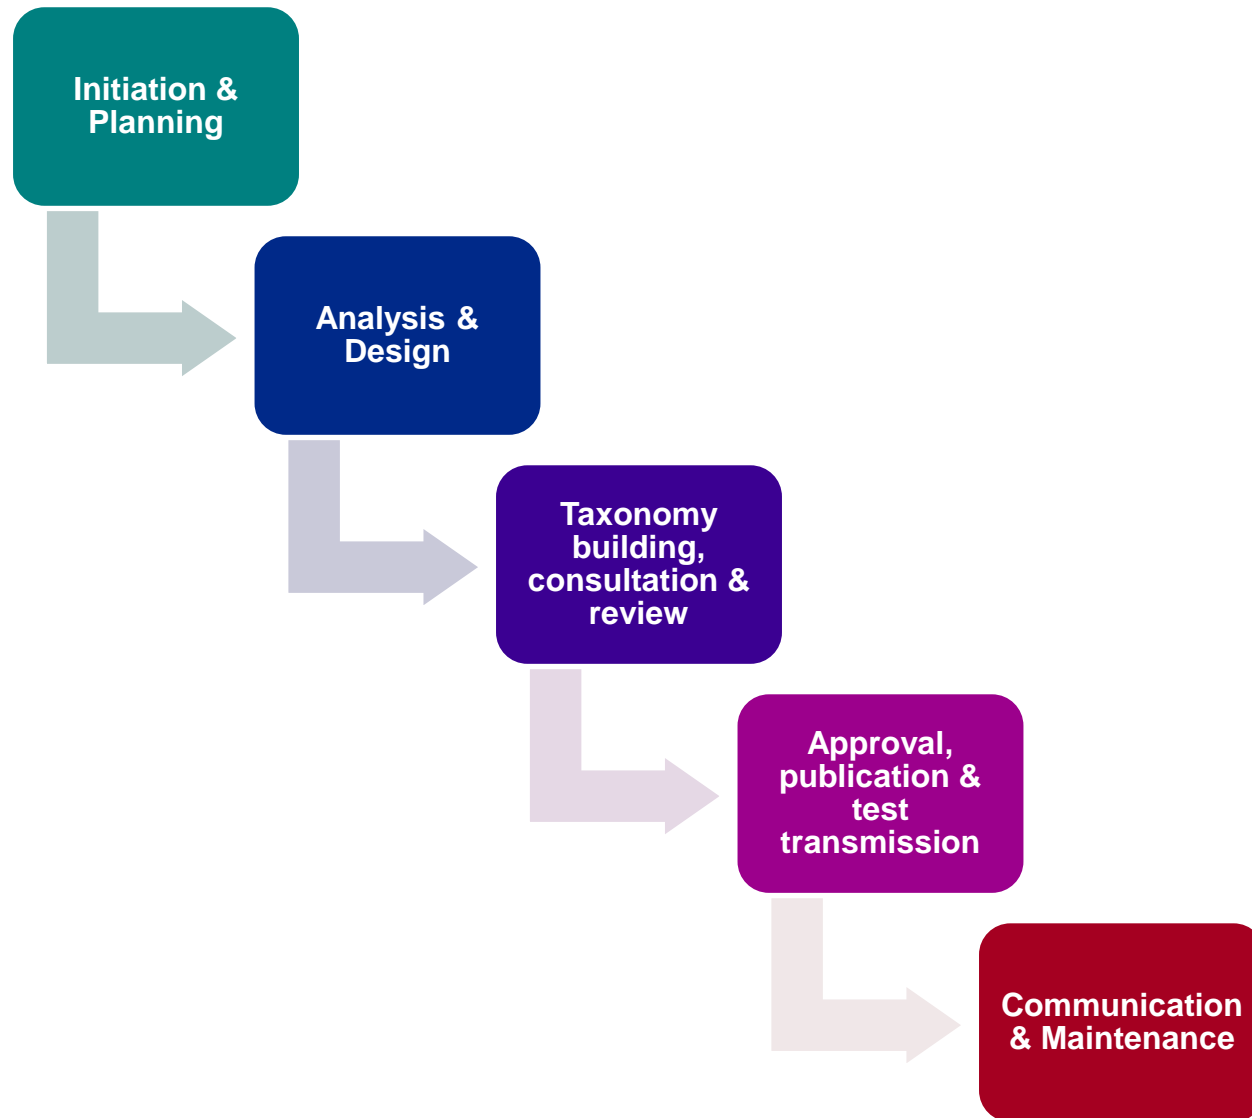 Initiation &
Planning
Analysis &
Design
Taxonomy
building,
consultation &
review
Approval,
publication &
test
transmission
Communication
& Maintenance